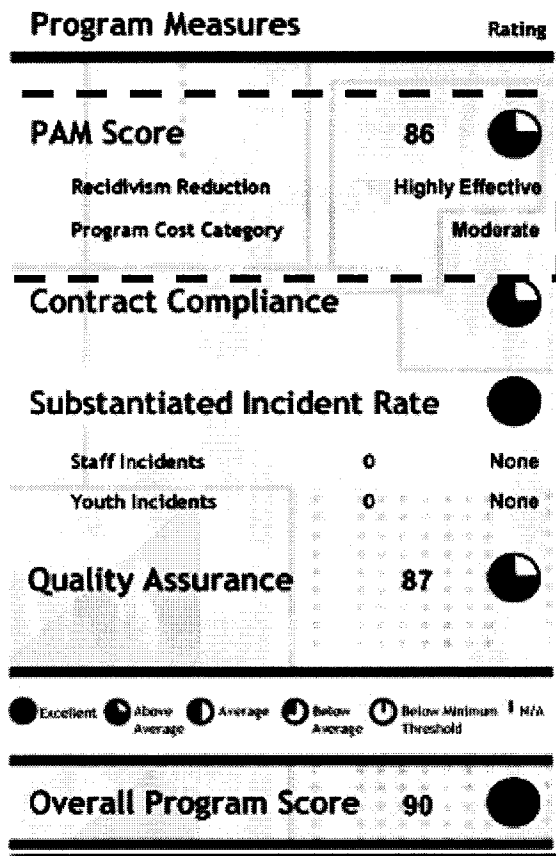 Program Measures Rating
PAM Score 86
Recidivism Reduction Highly Effective
Program Cost Category Moderate
Contract Compliance
Substantiated Incident Rate
Staff Incidents 0 None
Youth Incidents 0 None
Quality Assurance 87
Excellent Above Average Average Below Average Below Minimum Threshold N/A
Overall Program Score 90